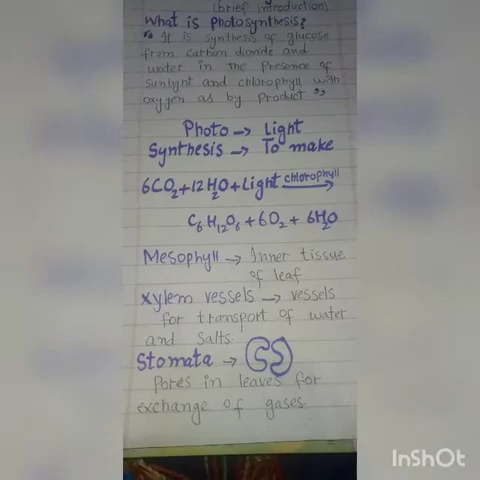 (brief introduction)
What is Photosynthesis?
"It is synthesis of glucose
from carbon dioxide and
water in the Presence of
sunlight and chlorophyll with
oxygen as by Product"
Photo → Light
Synthesis → To make
6CO₂+12H₂O+Light chlorophyll→
C₆H₁₂O₆+6O₂+6H₂O
Mesophyll → Inner tissue
of leaf
Xylem vessels → vessels
for transport of water
and Salts
Stomata →
Pores in leaves for
exchange of gases.
InShOt